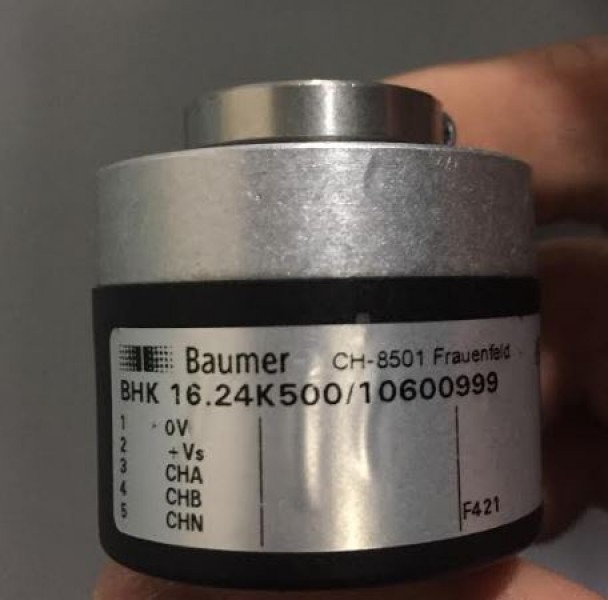 Baumer CH-8501 Frauenfeld
BHK 16.24K500/10600999
1 0V
2 +Vs
3 CHA
4 CHB
5 CHN
F421